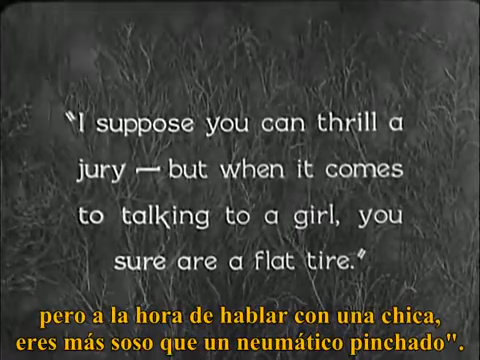 “I suppose you can thrill a
jury — but when it comes
to talking to a girl, you
sure are a flat tire.”
pero a la hora de hablar con una chica,
eres más soso que un neumático pinchado".